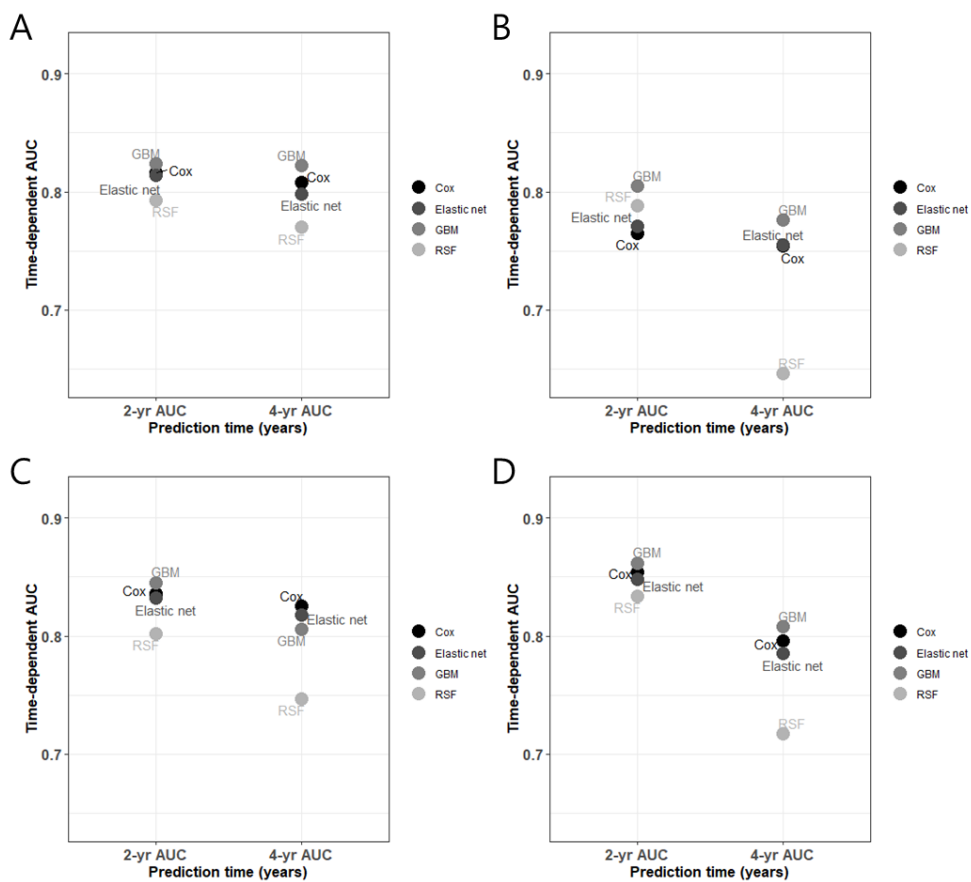 A
Time-dependent AUC
0.9
0.8
0.7
GBM
Cox
Elastic net
RSF
GBM
Cox
Elastic net
RSF
2-yr AUC
4-yr AUC
Prediction time (years)
Cox
Elastic net
GBM
RSF
B
Time-dependent AUC
0.9
0.8
0.7
GBM
RSF
Elastic net
Cox
GBM
Elastic net
Cox
RSF
2-yr AUC
4-yr AUC
Prediction time (years)
Cox
Elastic net
GBM
RSF
C
Time-dependent AUC
0.9
0.8
0.7
GBM
Cox
Elastic net
RSF
Cox
Elastic net
GBM
RSF
2-yr AUC
4-yr AUC
Prediction time (years)
Cox
Elastic net
GBM
RSF
D
Time-dependent AUC
0.9
0.8
0.7
GBM
Cox
Elastic net
RSF
GBM
Cox
Elastic net
RSF
2-yr AUC
4-yr AUC
Prediction time (years)
Cox
Elastic net
GBM
RSF